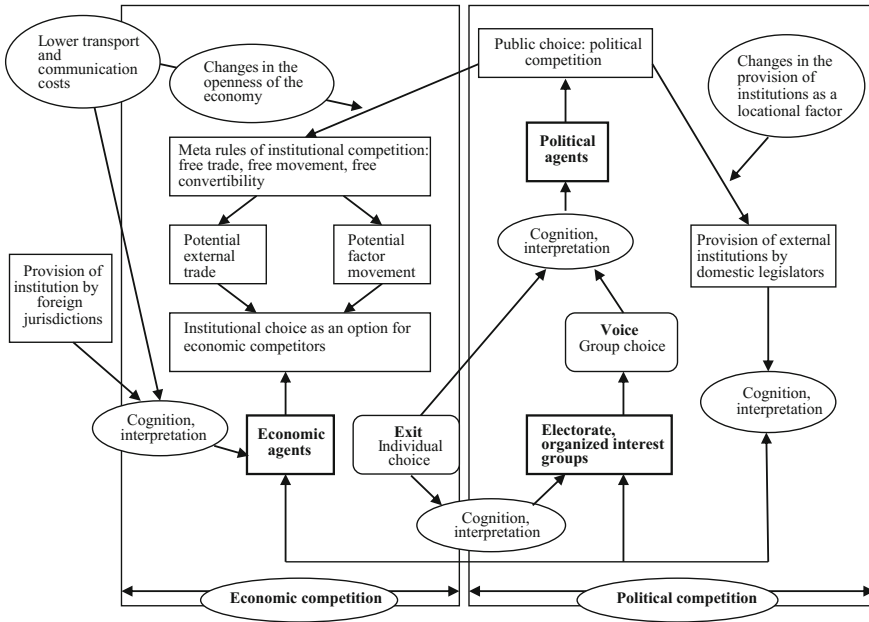 Lower transport
and
communication
costs
Changes in the
openness of the
economy
Public choice: political
competition
Changes in the
provision of
institutions as a
locational factor
Meta rules of institutional competition:
free trade, free movement, free
convertibility
Political
agents
Potential
external
trade
Potential
factor
movement
Cognition,
interpretation
Provision of external
institutions by
domestic legislators
Provision of
institution by
foreign
jurisdictions
Institutional choice as an option for
economic competitors
Voice
Group choice
Cognition,
interpretation
Cognition,
interpretation
Economic
agents
Exit
Individual
choice
Electorate,
organized interest
groups
Cognition,
interpretation
Economic competition
Political competition